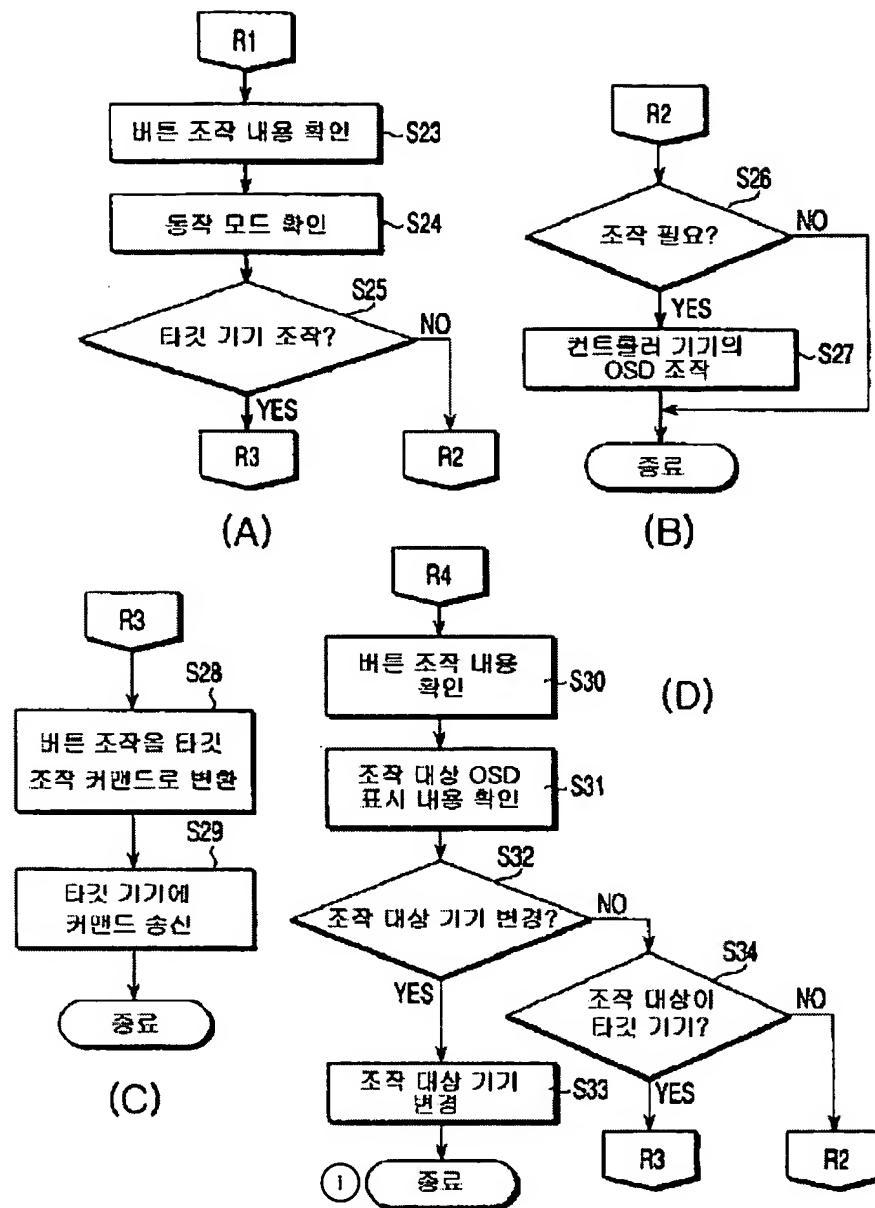 R1
버튼 조작 내용 확인
S23
동작 모드 확인
S24
S25
타깃 기기 조작?
NO
YES
R3
R2
(A)
R2
S26
조작 필요?
NO
YES
컨트롤러 기기의
OSD 조작
S27
종료
(B)
R3
S28
버튼 조작을 타깃
조작 커맨드로 변환
S29
타깃 기기에
커맨드 송신
종료
(C)
R4
버튼 조작 내용
확인
S30
(D)
조작 대상 OSD
표시 내용 확인
S31
S32
조작 대상 기기 변경?
NO
YES
S34
조작 대상이
타깃 기기?
NO
YES
조작 대상 기기
변경
S33
R3
R2
1 종료